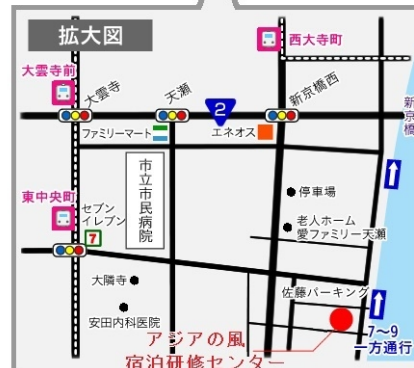 拡大図
西大寺町
大雲寺前
大雲寺
天瀬
2
新京橋西
新京橋
ファミリーマート
エネオス
市立市民病院
東中央町
セブン
イレブン
7
停車場
老人ホーム
愛ファミリー天瀬
大隣寺
佐藤パーキング
安田内科医院
7〜9
一方通行
アジアの風
宿泊研修センター